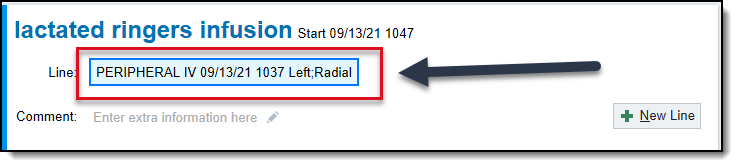 lactated ringers infusion Start 09/13/21 1047
Line: PERIPHERAL IV 09/13/21 1037 Left;Radial
Comment: Enter extra information here New Line